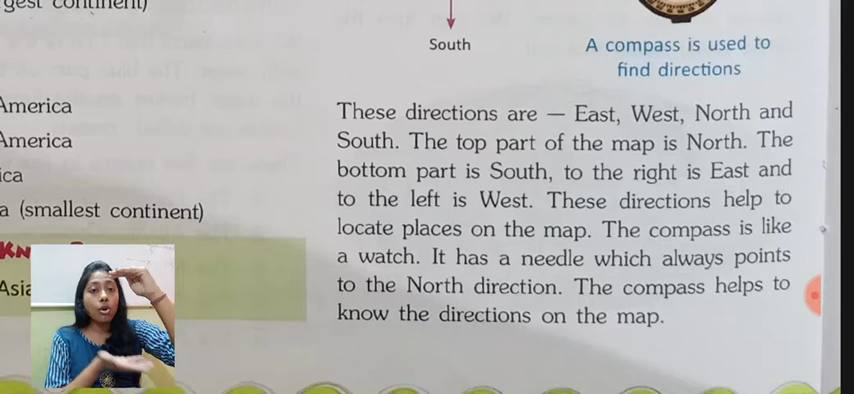 gest continent)
America
America
ica
a (smallest continent)
Asia
South
A compass is used to
find directions
These directions are — East, West, North and
South. The top part of the map is North. The
bottom part is South, to the right is East and
to the left is West. These directions help to
locate places on the map. The compass is like
a watch. It has a needle which always points
to the North direction. The compass helps to
know the directions on the map.